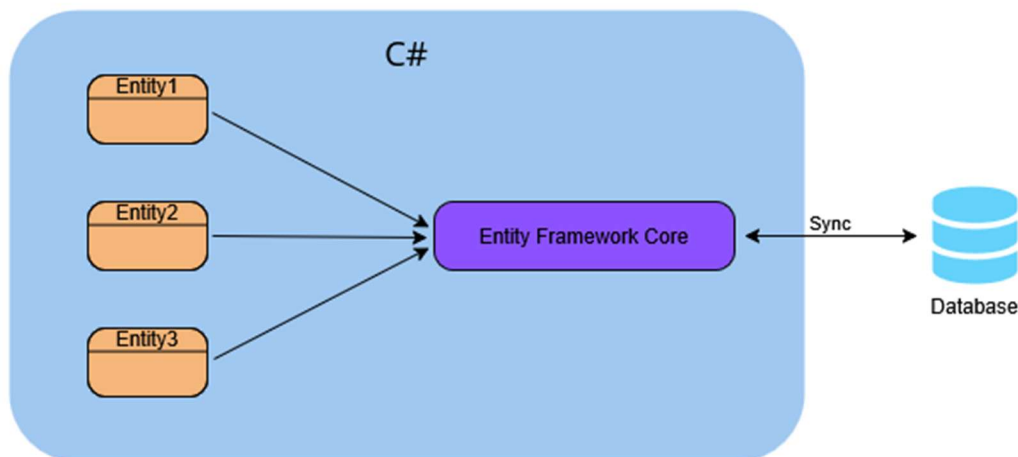 C#
Entity1
Entity2
Entity Framework Core
Sync
Entity3
Database